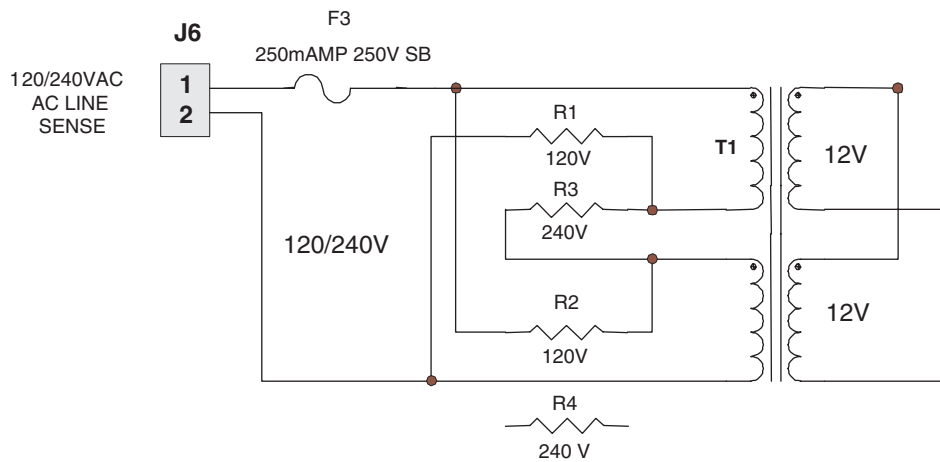 F3
250mAMP 250V SB
J6
120/240VAC
AC LINE
SENSE
1
2
R1
120V
T1
12V
R3
240V
120/240V
R2
120V
12V
R4
240 V